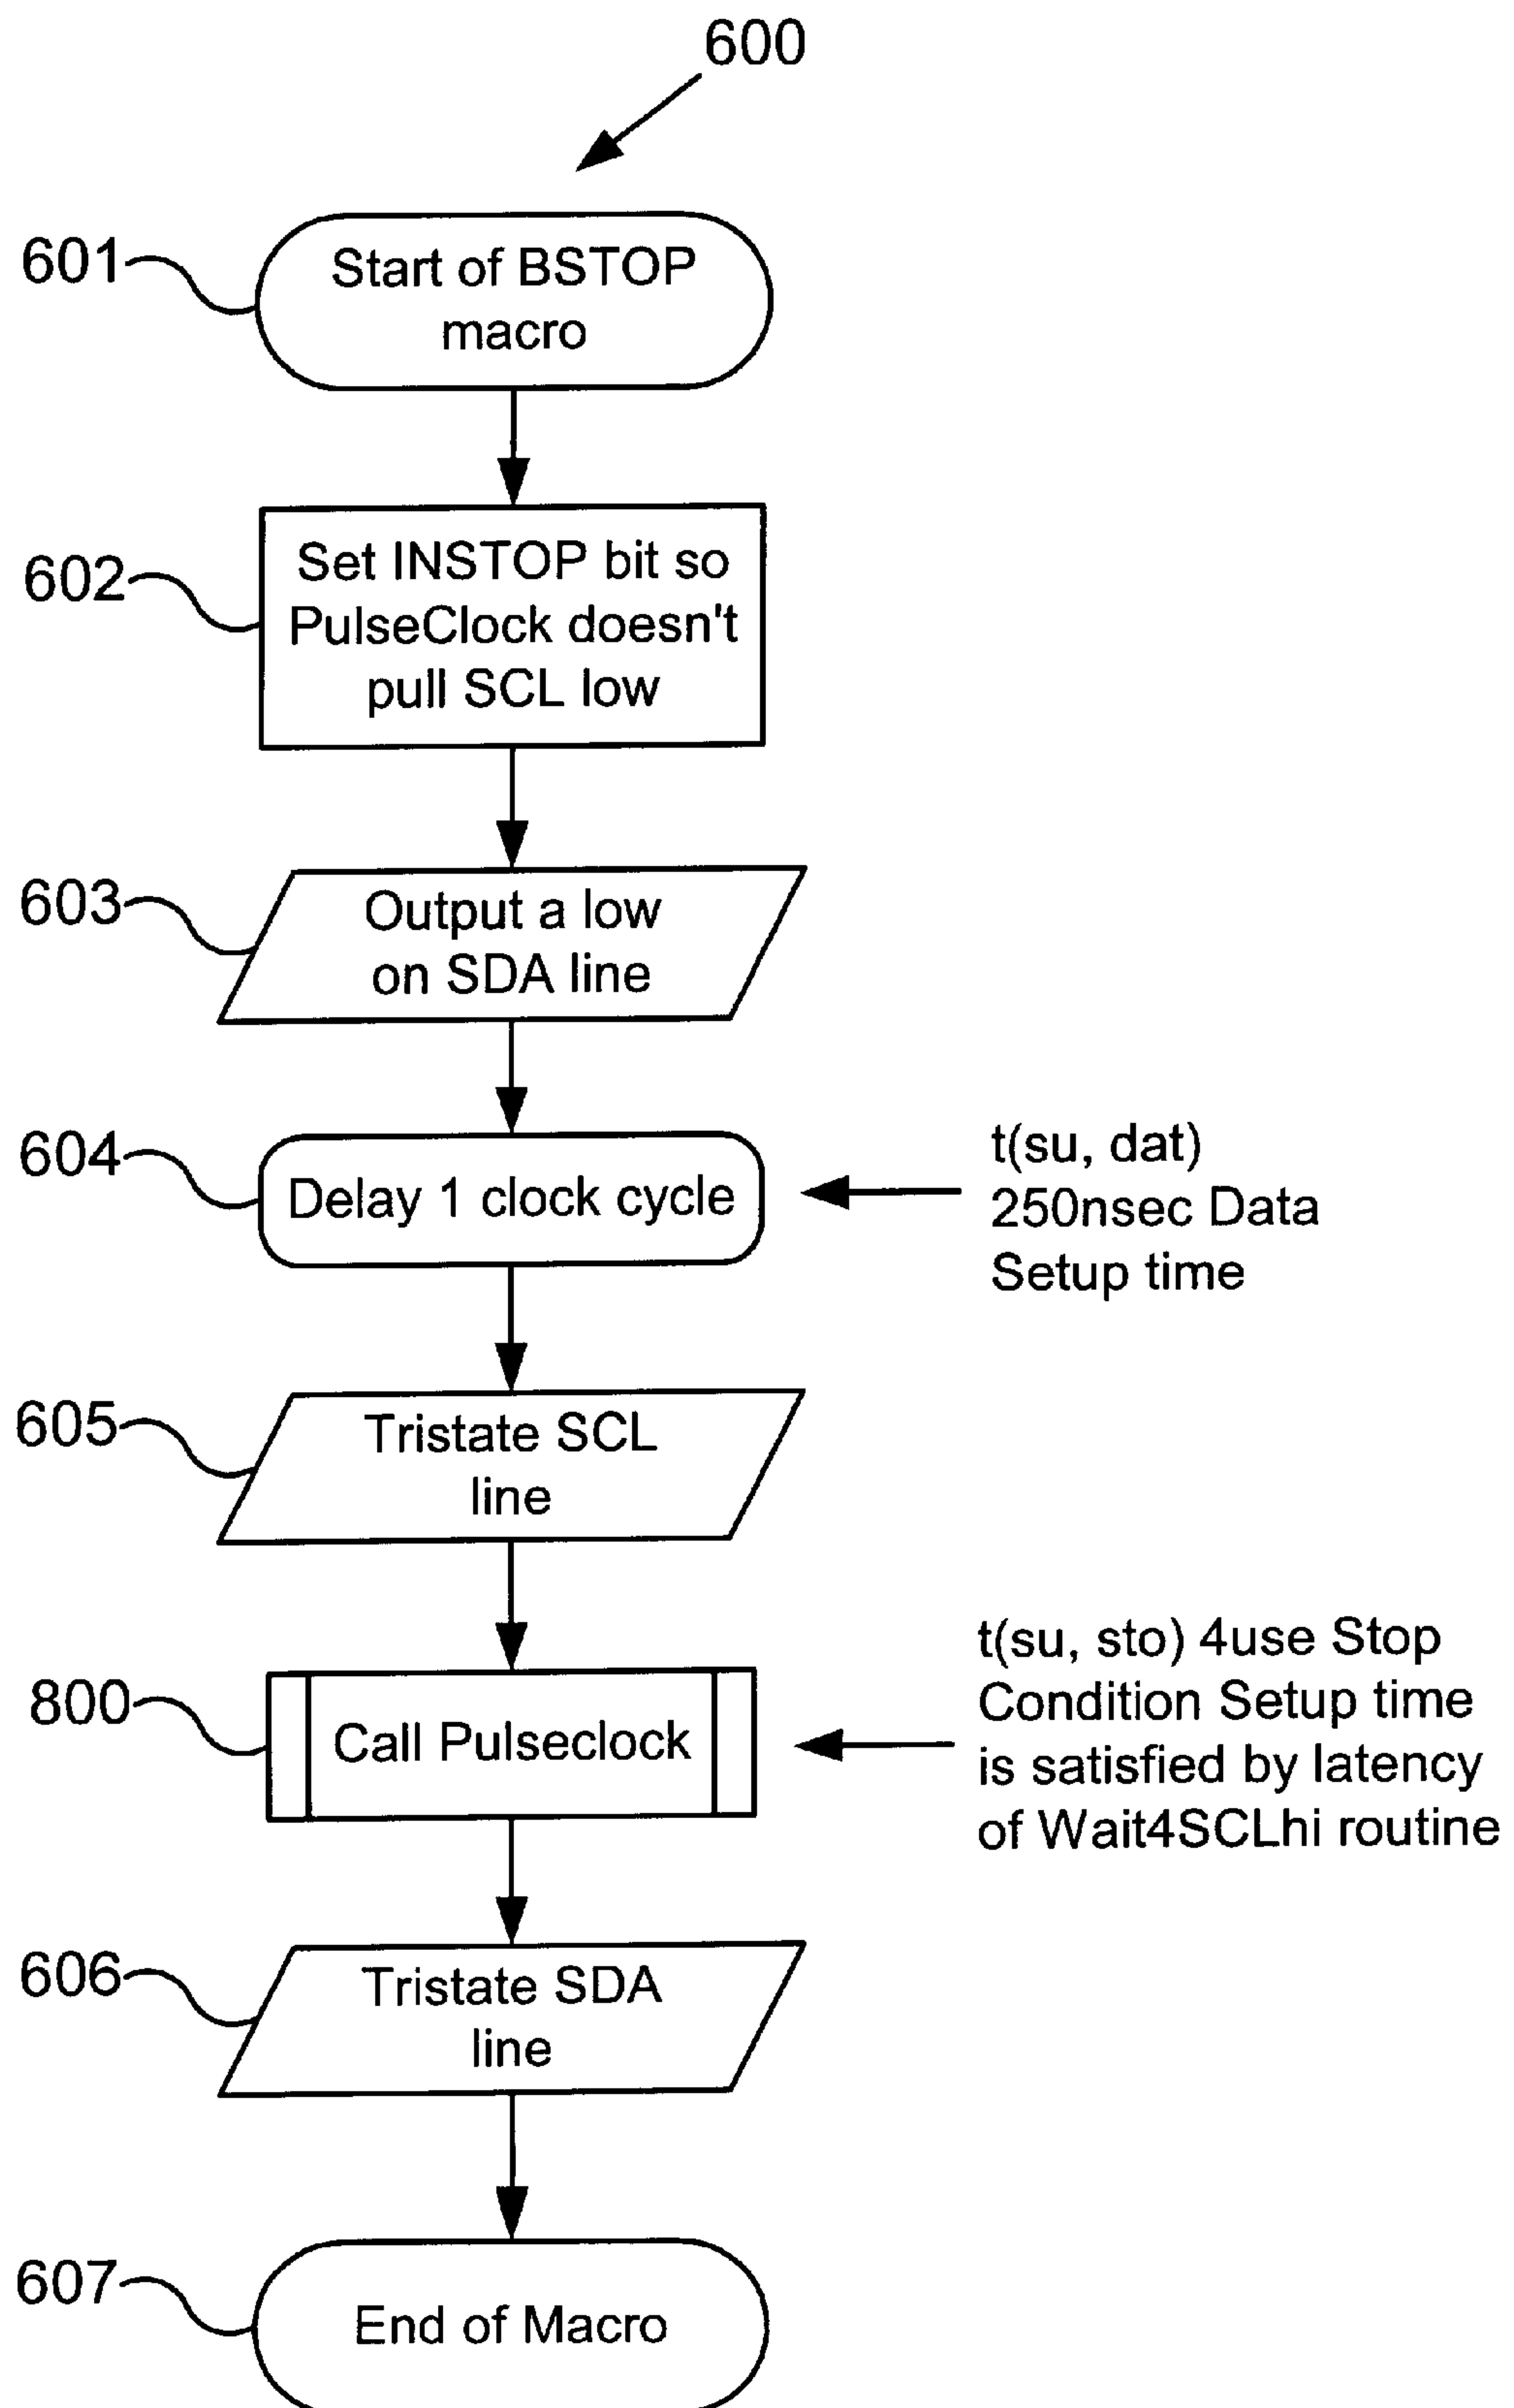 600
601
Start of BSTOP
macro
602
Set INSTOP bit so
PulseClock doesn't
pull SCL low
603
Output a low
on SDA line
604
Delay 1 clock cycle
t(su, dat)
250nsec Data
Setup time
605
Tristate SCL
line
800
Call Pulseclock
t(su, sto) 4use Stop
Condition Setup time
is satisfied by latency
of Wait4SCLhi routine
606
Tristate SDA
line
607
End of Macro